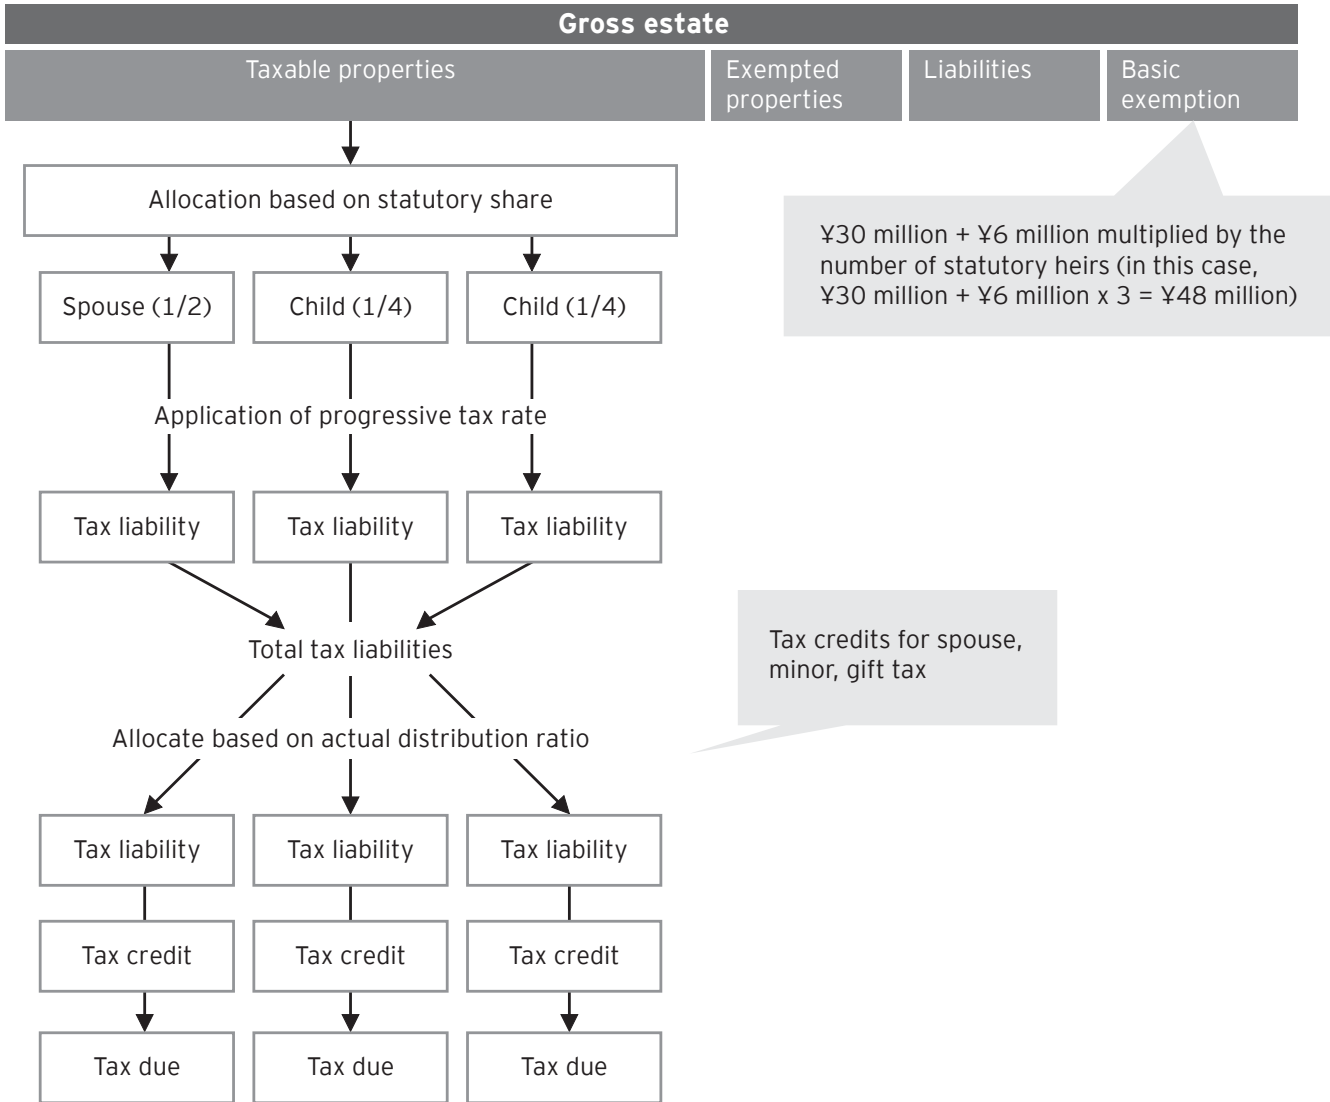 Gross estate
Taxable properties
Exempted
properties
Liabilities
Basic
exemption
Allocation based on statutory share
¥30 million + ¥6 million multiplied by the
number of statutory heirs (in this case,
¥30 million + ¥6 million x 3 = ¥48 million)
Spouse (1/2)
Child (1/4)
Child (1/4)
Application of progressive tax rate
Tax liability
Tax liability
Tax liability
Total tax liabilities
Tax credits for spouse,
minor, gift tax
Allocate based on actual distribution ratio
Tax liability
Tax liability
Tax liability
Tax credit
Tax credit
Tax credit
Tax due
Tax due
Tax due